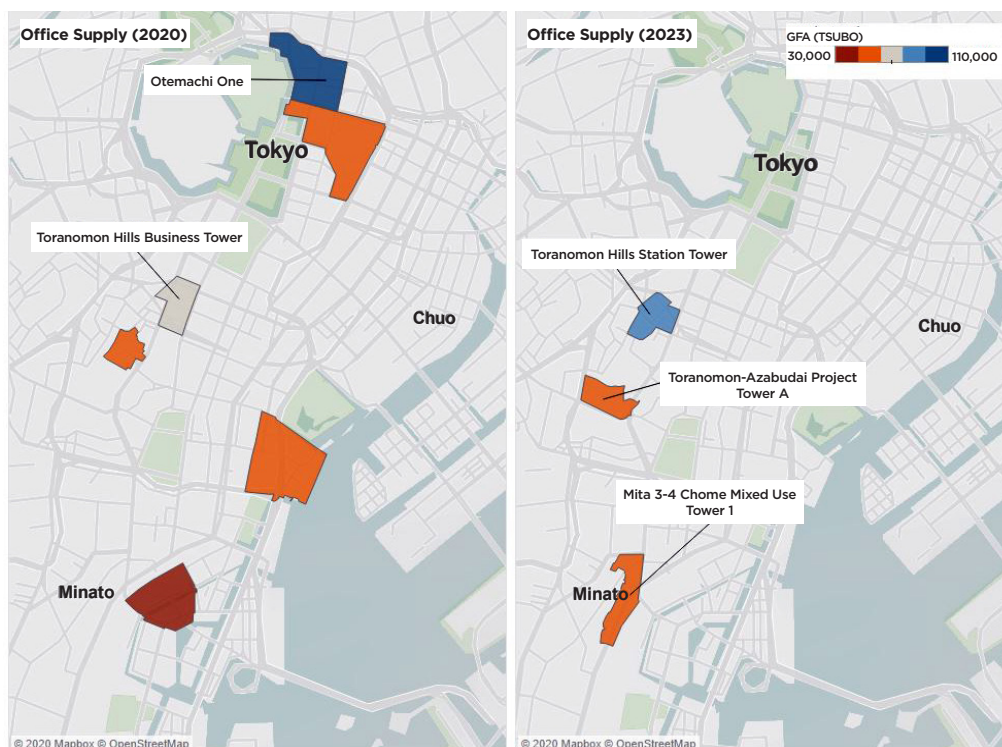 Office Supply (2020)
Otemachi One
Tokyo
Toranomon Hills Business Tower
Chuo
Minato
© 2020 Mapbox © OpenStreetMap
Office Supply (2023)
GFA (TSUBO)
30,000
110,000
Tokyo
Toranomon Hills Station Tower
Chuo
Toranomon-Azabudai Project
Tower A
Mita 3-4 Chome Mixed Use
Tower 1
Minato
© 2020 Mapbox © OpenStreetMap